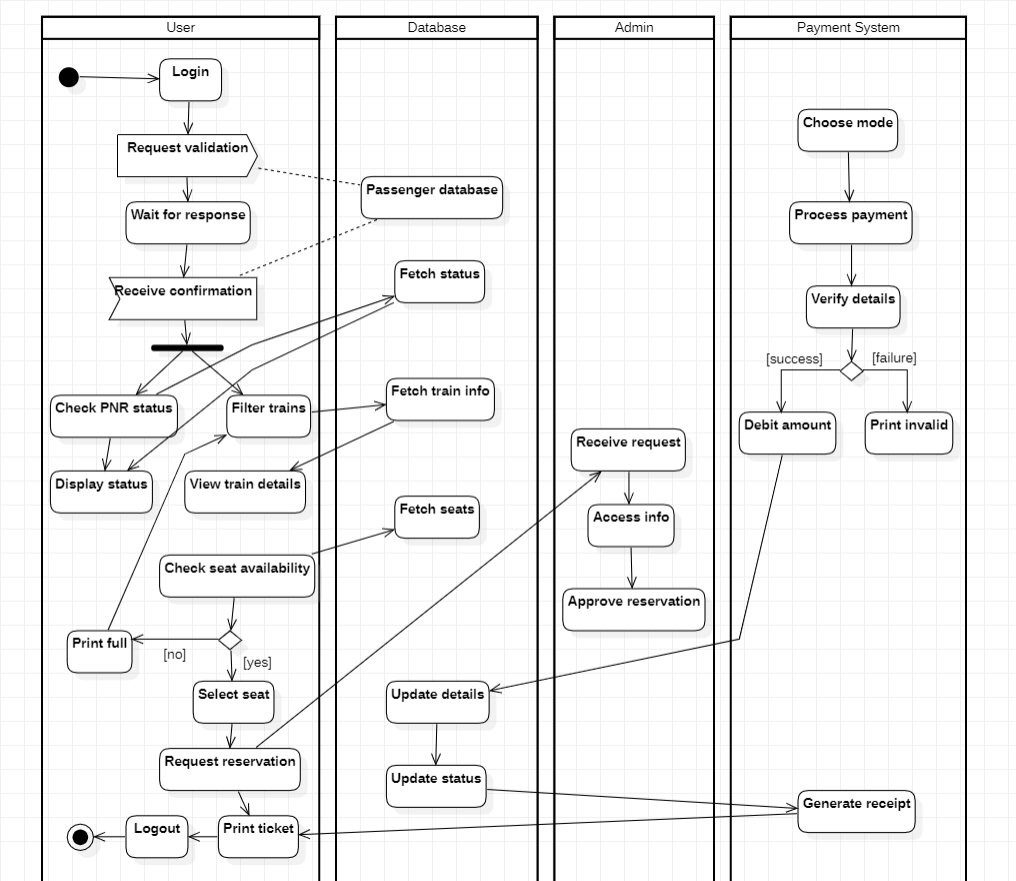 User
Database
Admin
Payment System
Login
Request validation
Wait for response
Receive confirmation
Check PNR status
Filter trains
Display status
View train details
Check seat availability
Print full
[no]
[yes]
Select seat
Request reservation
Print ticket
Logout
Passenger database
Fetch status
Fetch train info
Fetch seats
Update details
Update status
Receive request
Access info
Approve reservation
Choose mode
Process payment
Verify details
[success]
[failure]
Debit amount
Print invalid
Generate receipt